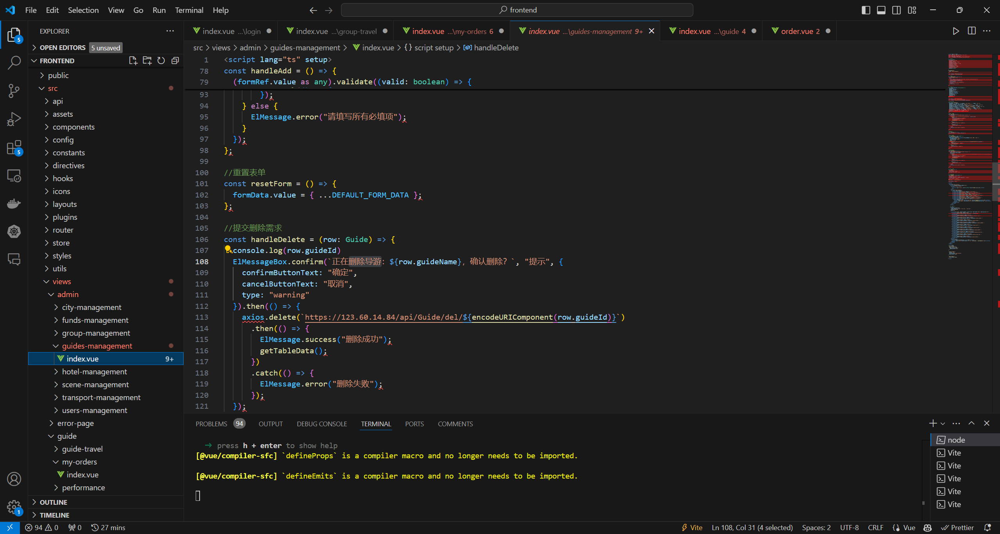 File Edit Selection View Go Run Terminal Help
frontend
EXPLORER
OPEN EDITORS 5 unsaved
FRONTEND
public
src
api
assets
components
config
constants
directives
hooks
icons
layouts
plugins
router
store
styles
utils
views
admin
city-management
funds-management
group-management
guides-management
index.vue 9+
hotel-management
scene-management
transport-management
users-management
error-page
guide
guide-travel
my-orders
index.vue
performance
OUTLINE
TIMELINE
5
5
1
index.vue ...\login
index.vue ...\group-travel
index.vue ...\my-orders 6
index.vue ...\guides-management 9+
index.vue ...\guide 4
order.vue 2
src > views > admin > guides-management > index.vue > {} script setup > handleDelete
1 <script lang="ts" setup>
78 const handleAdd = () => {
79 (formRef.value as any).validate((valid: boolean) => {
93 });
94 } else {
95 ElMessage.error("请填写所有必填项");
96 }
97 });
98 };
99
100 //重置表单
101 const resetForm = () => {
102 formData.value = { ...DEFAULT_FORM_DATA };
103 };
104
105 //提交删除需求
106 const handleDelete = (row: Guide) => {
107 console.log(row.guideId)
108 ElMessageBox.confirm(`正在删除导游：${row.guideName}，确认删除？`, "提示", {
109 confirmButtonText: "确定",
110 cancelButtonText: "取消",
111 type: "warning"
112 }).then(() => {
113 axios.delete(`https://123.60.14.84/api/Guide/del/${encodeURIComponent(row.guideId)}`)
114 .then(() => {
115 ElMessage.success("删除成功");
116 getTableData();
117 })
118 .catch(() => {
119 ElMessage.error("删除失败");
120 });
121 });
PROBLEMS 94 OUTPUT DEBUG CONSOLE TERMINAL PORTS COMMENTS
➜ press h + enter to show help
[@vue/compiler-sfc] `defineProps` is a compiler macro and no longer needs to be imported.
[@vue/compiler-sfc] `defineEmits` is a compiler macro and no longer needs to be imported.
node
Vite
Vite
Vite
Vite
Vite
94 0 0 27 mins
Vite Ln 108, Col 31 (4 selected) Spaces: 2 UTF-8 CRLF {} Vue Prettier